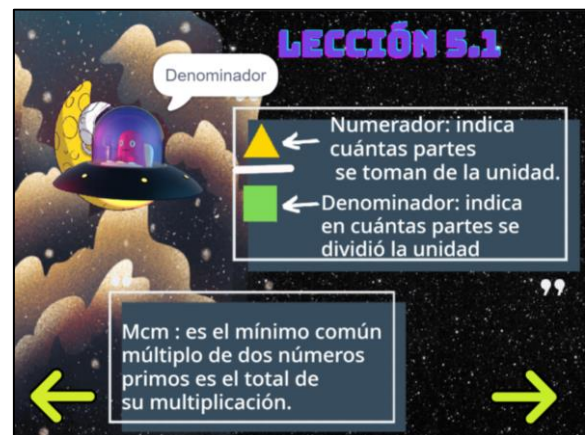 LECCIÓN 5.1
Denominador
Numerador: indica
cuántas partes
se toman de la unidad.
Denominador: indica
en cuántas partes se
dividió la unidad
Mcm : es el mínimo común
múltiplo de dos números
primos es el total de
su multiplicación.